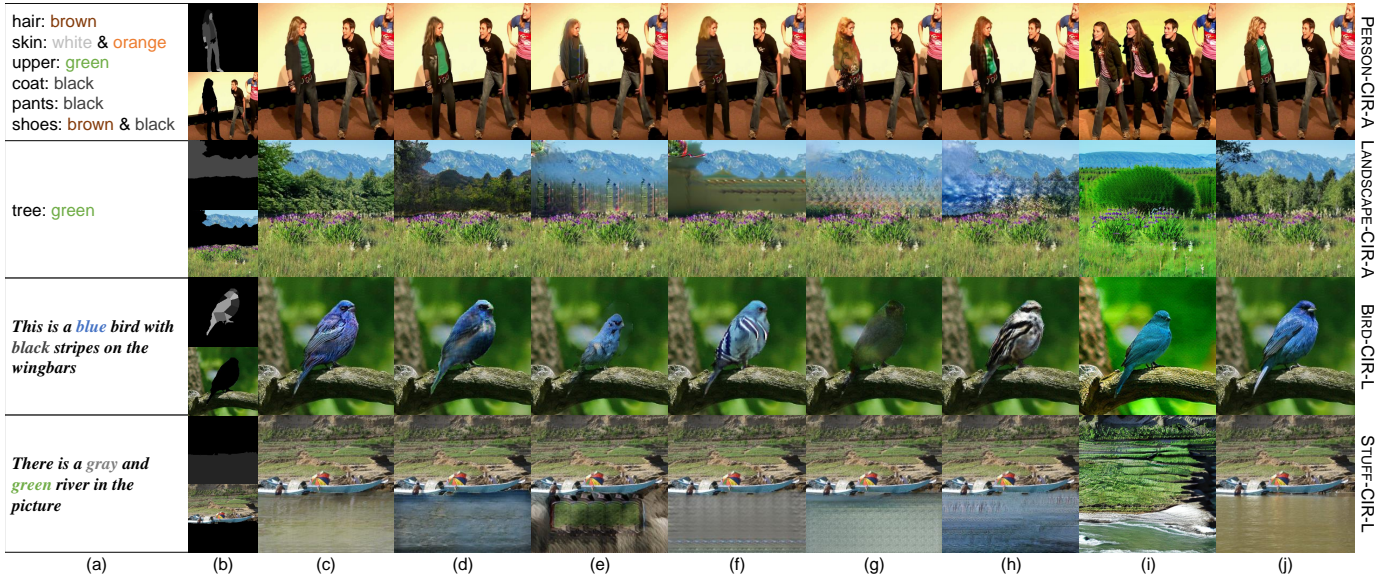 hair: brown
skin: white & orange
upper: green
coat: black
pants: black
shoes: brown & black
PERSON-CIR-A
tree: green
LANDSCAPE-CIR-A
This is a blue bird with
black stripes on the
wingbars
BIRD-CIR-L
There is a gray and
green river in the
picture
STUFF-CIR-L
(a) (b) (c) (d) (e) (f) (g) (h) (i) (j)